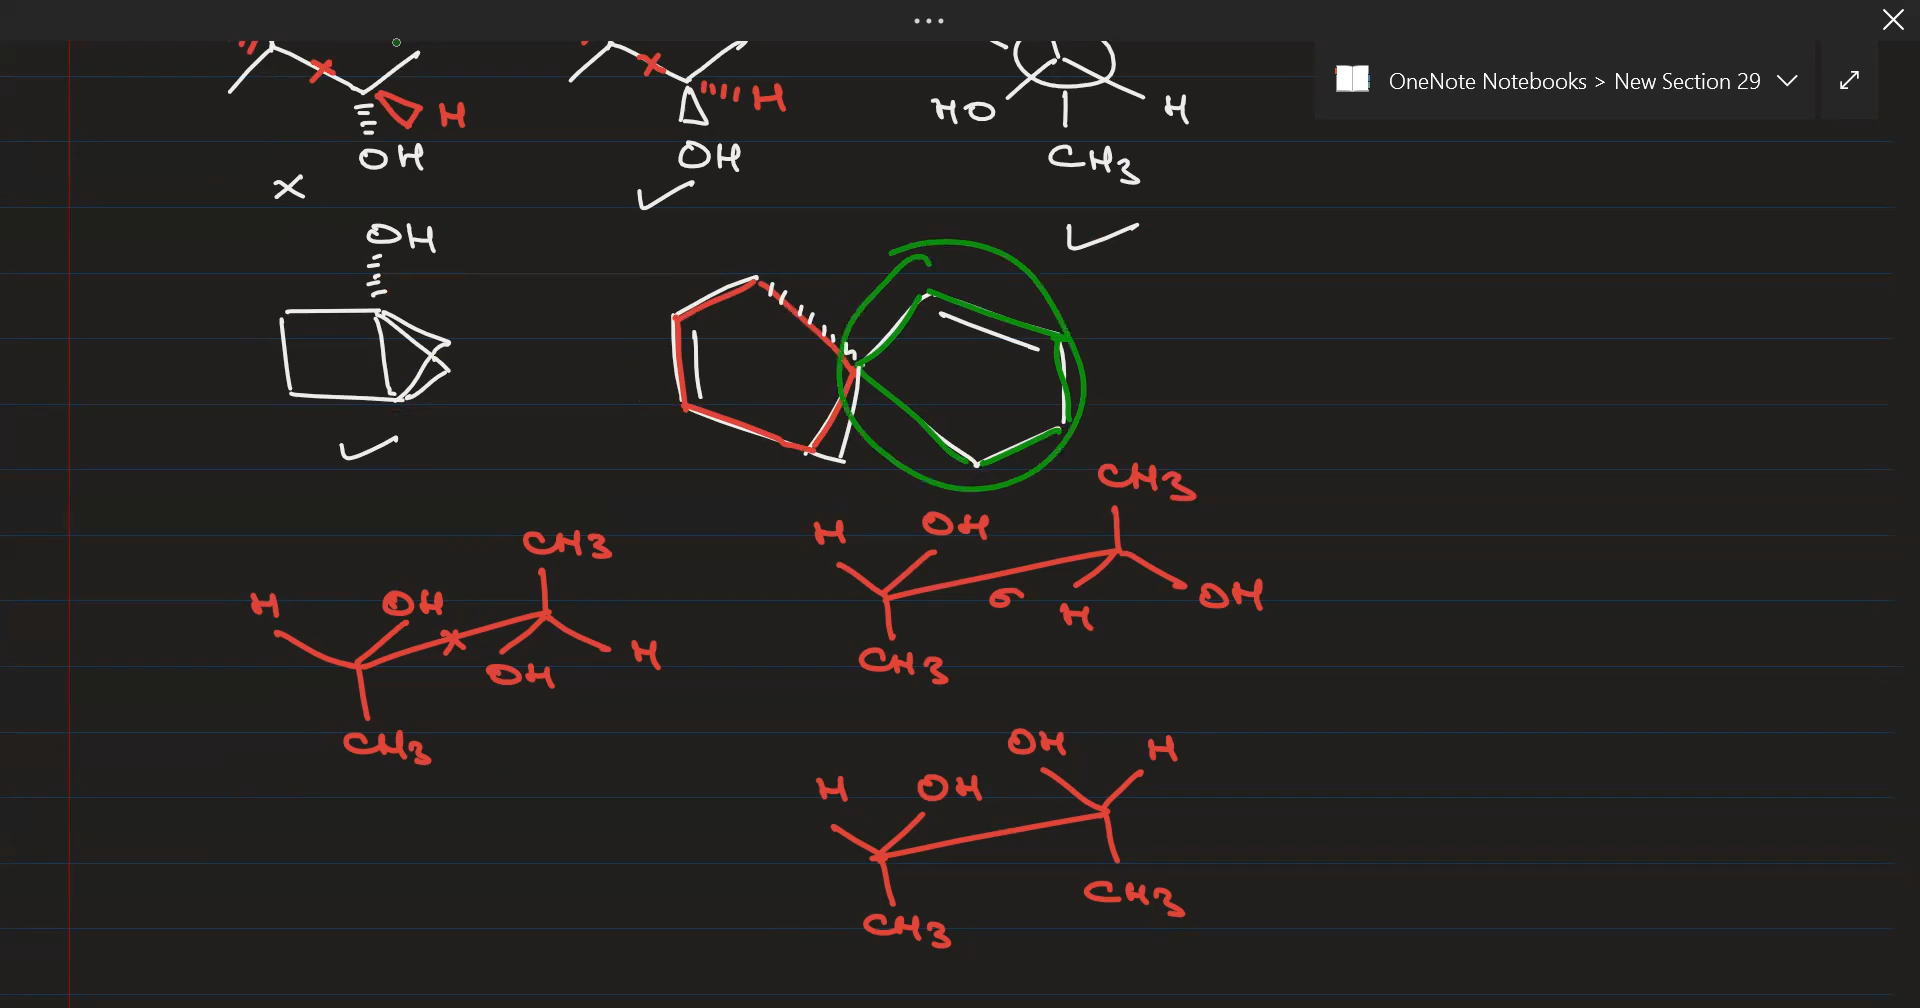 OneNote Notebooks > New Section 29
H
H
HO
H
OH
OH
CH3
OH
CH3
H
OH
CH3
H
OH
σ
H
OH
H
OH
H
CH3
CH3
OH
H
H
OH
CH3
CH3